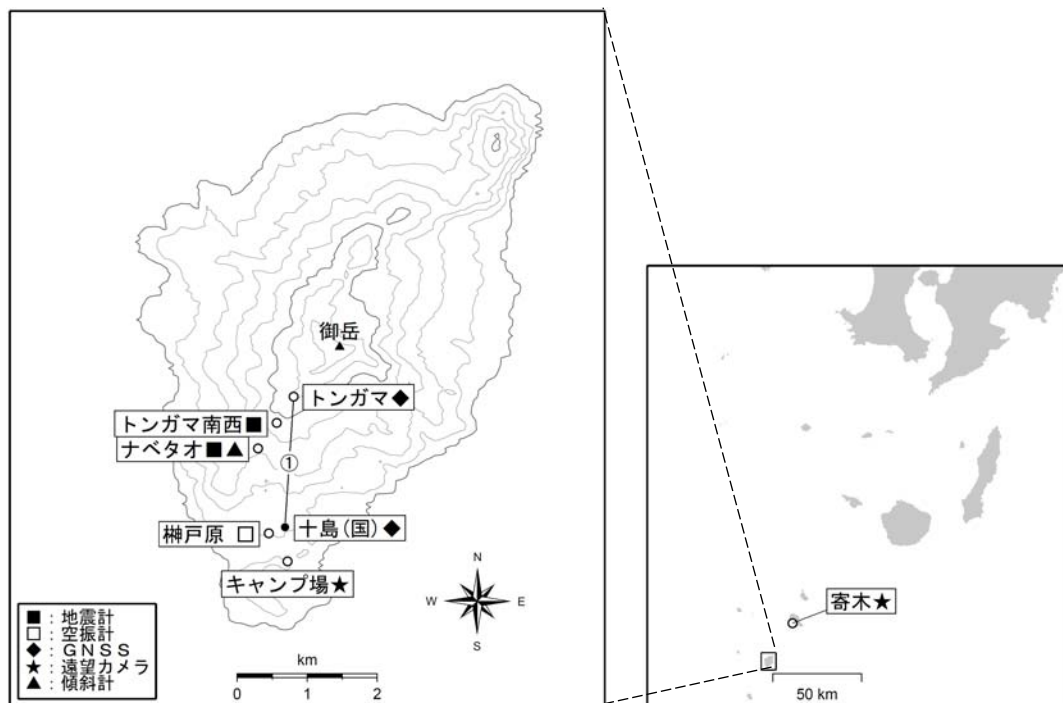 御岳
トンガマ◆
トンガマ南西■
ナベタオ■▲
①
榊戸原 □
十島(国)◆
キャンプ場★
N
W E
S
■:地震計
□:空振計
◆:GNSS
★:遠望カメラ
▲:傾斜計
km
0 1 2
寄木★
50 km